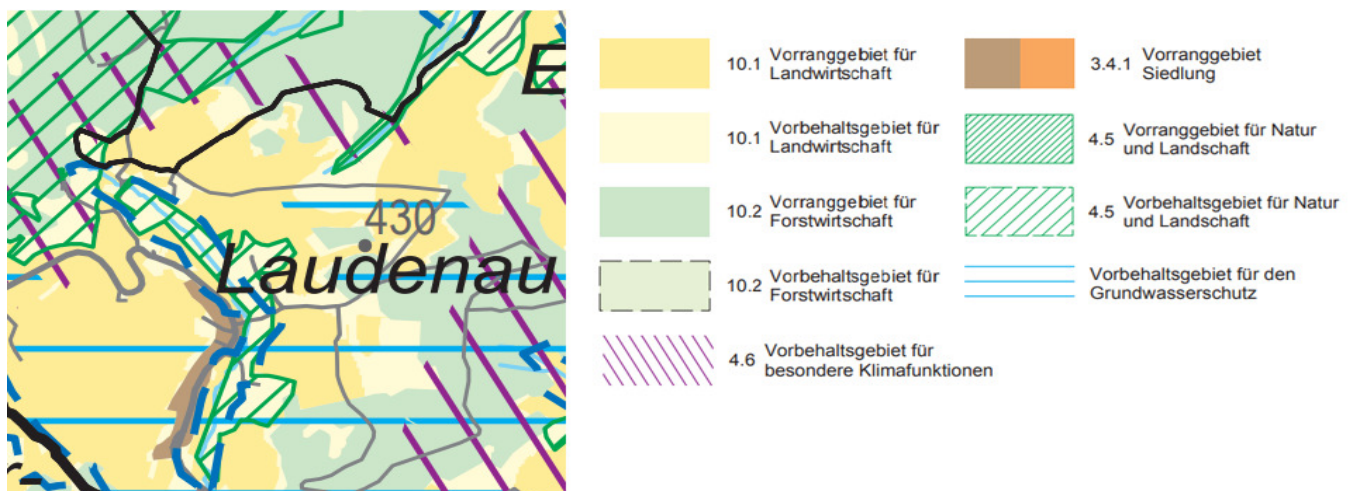 E
430
Laudenau
10.1 Vorranggebiet für
Landwirtschaft
10.1 Vorbehaltsgebiet für
Landwirtschaft
10.2 Vorranggebiet für
Forstwirtschaft
10.2 Vorbehaltsgebiet für
Forstwirtschaft
4.6 Vorbehaltsgebiet für
besondere Klimafunktionen
3.4.1 Vorranggebiet
Siedlung
4.5 Vorranggebiet für Natur
und Landschaft
4.5 Vorbehaltsgebiet für Natur
und Landschaft
Vorbehaltsgebiet für den
Grundwasserschutz